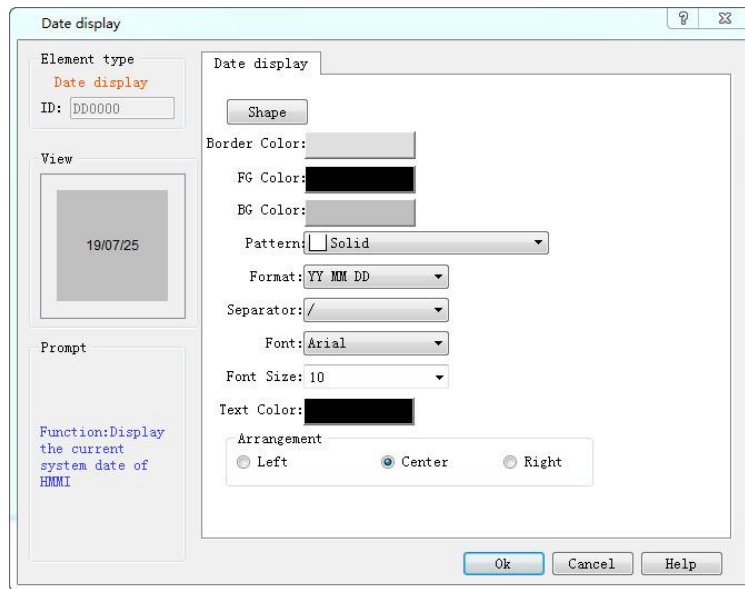 Date display
Element type
Date display
ID: DD0000
View
19/07/25
Prompt
Function:Display
the current
system date of
HMMI
Date display
Shape
Border Color:
FG Color:
BG Color:
Pattern: Solid
Format: YY MM DD
Separator: /
Font: Arial
Font Size: 10
Text Color:
Arrangement
Left Center Right
Ok Cancel Help